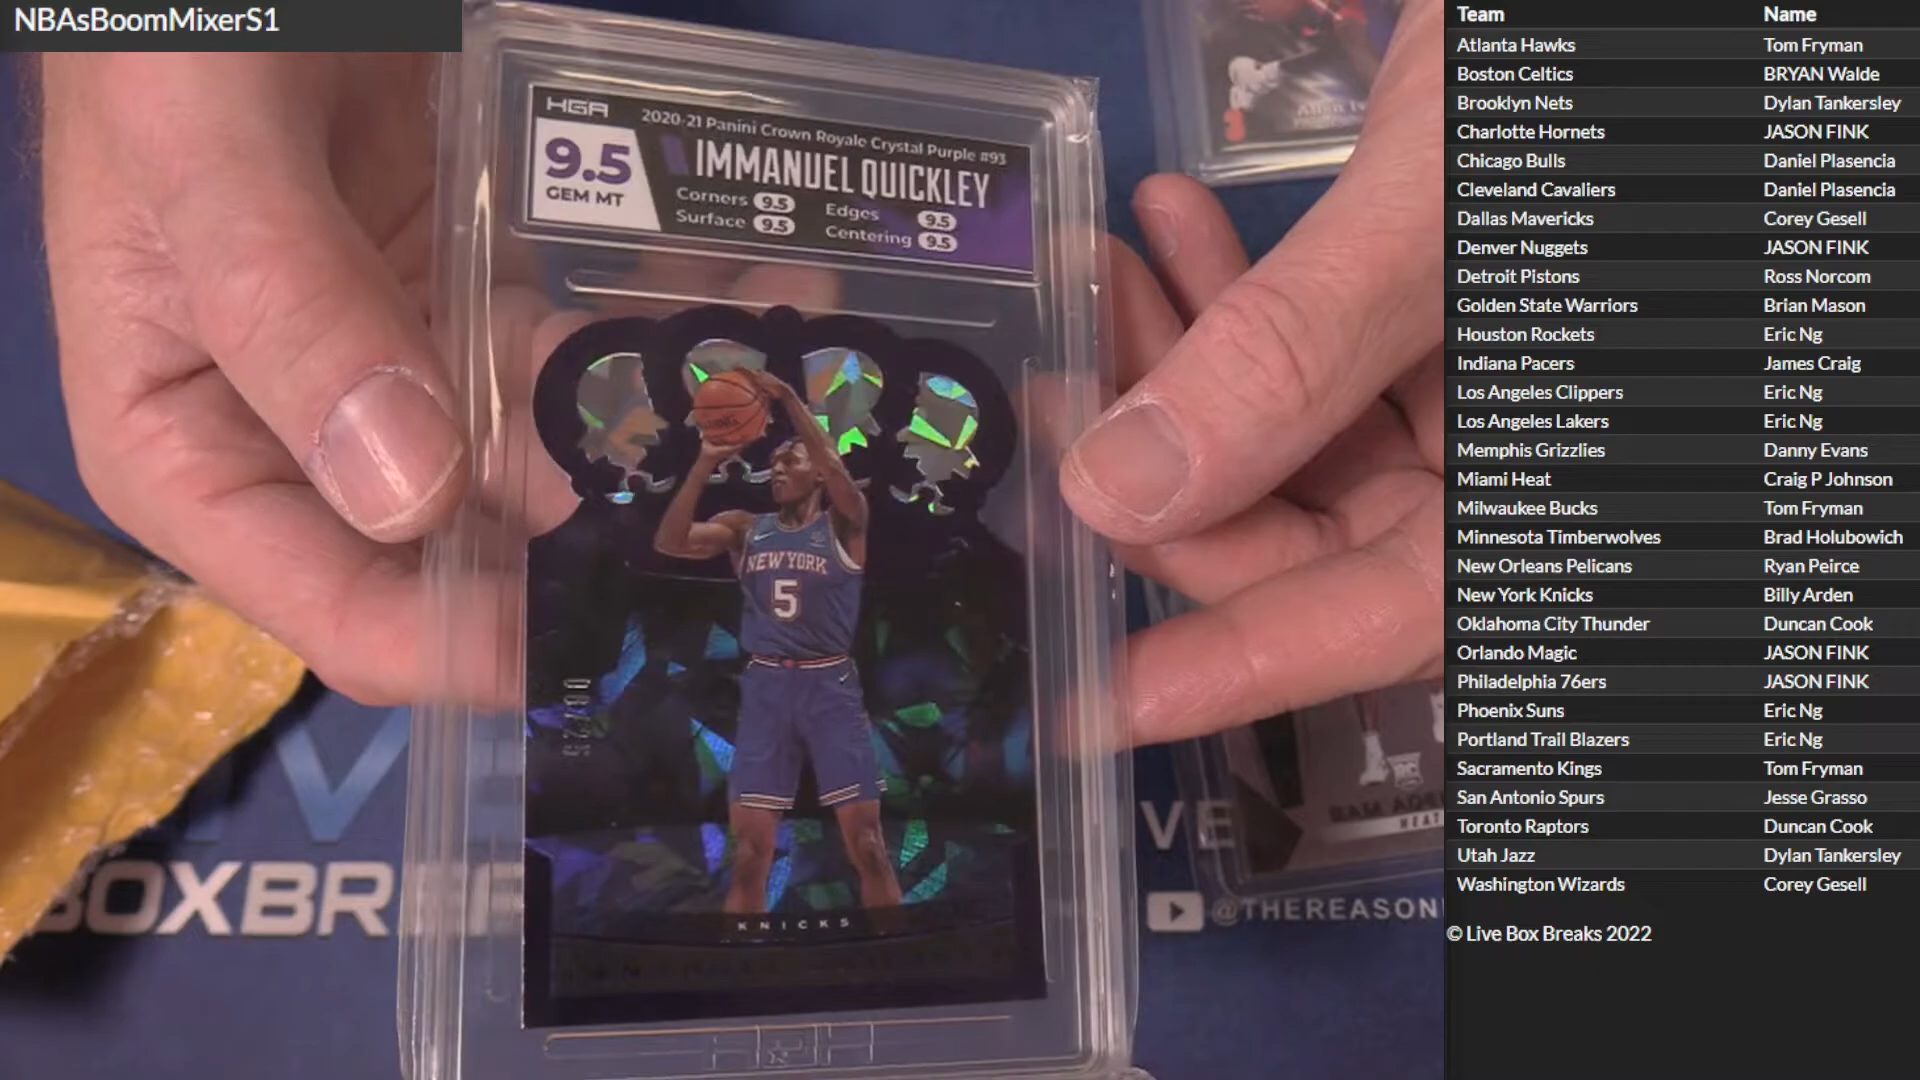 NBAsBoomMixerS1
HGA
2020-21 Panini Crown Royale Crystal Purple #93
9.5
GEM MT
IMMANUEL QUICKLEY
Corners 9.5
Edges 9.5
Surface 9.5
Centering 9.5
NEW YORK
5
08/25
KNICKS
3
RC
BAM
HEAT
BOXBRE
VE
@THEREASON
Team Name
Atlanta Hawks Tom Fryman
Boston Celtics BRYAN Walde
Brooklyn Nets Dylan Tankersley
Charlotte Hornets JASON FINK
Chicago Bulls Daniel Plasencia
Cleveland Cavaliers Daniel Plasencia
Dallas Mavericks Corey Gesell
Denver Nuggets JASON FINK
Detroit Pistons Ross Norcom
Golden State Warriors Brian Mason
Houston Rockets Eric Ng
Indiana Pacers James Craig
Los Angeles Clippers Eric Ng
Los Angeles Lakers Eric Ng
Memphis Grizzlies Danny Evans
Miami Heat Craig P Johnson
Milwaukee Bucks Tom Fryman
Minnesota Timberwolves Brad Holubowich
New Orleans Pelicans Ryan Peirce
New York Knicks Billy Arden
Oklahoma City Thunder Duncan Cook
Orlando Magic JASON FINK
Philadelphia 76ers JASON FINK
Phoenix Suns Eric Ng
Portland Trail Blazers Eric Ng
Sacramento Kings Tom Fryman
San Antonio Spurs Jesse Grasso
Toronto Raptors Duncan Cook
Utah Jazz Dylan Tankersley
Washington Wizards Corey Gesell
© Live Box Breaks 2022